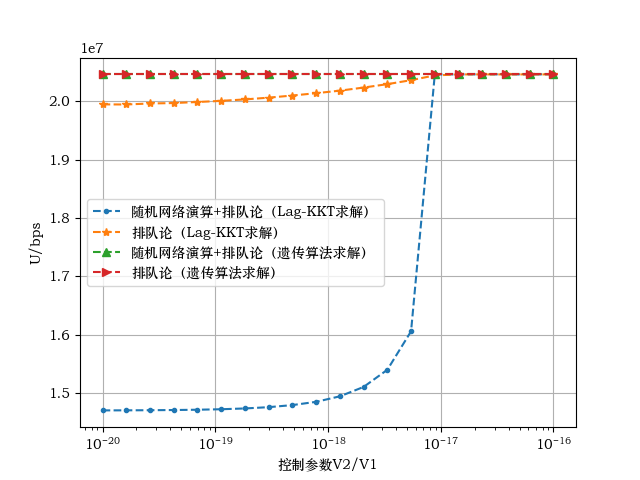 1e7
2.0
1.9
1.8
1.7
1.6
1.5
U/bps
随机网络演算+排队论（Lag-KKT求解）
排队论（Lag-KKT求解）
随机网络演算+排队论（遗传算法求解）
排队论（遗传算法求解）
10⁻²⁰ 10⁻¹⁹ 10⁻¹⁸ 10⁻¹⁷ 10⁻¹⁶
控制参数V2/V1